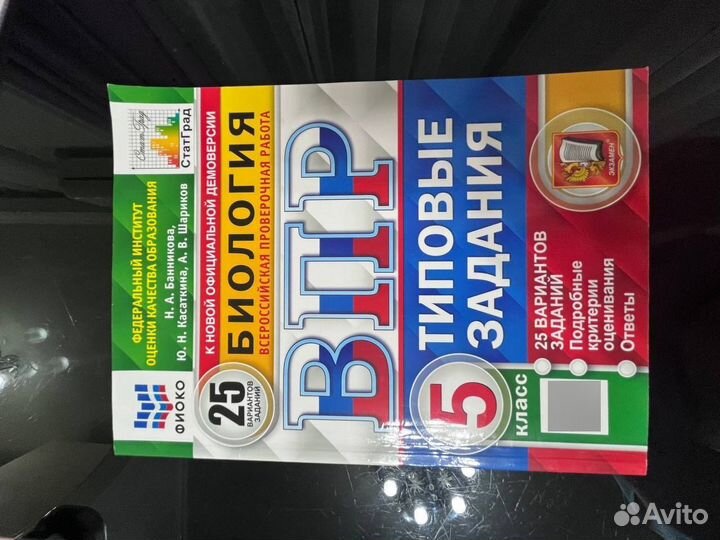 ФЕДЕРАЛЬНЫЙ ИНСТИТУТ
ОЦЕНКИ КАЧЕСТВА ОБРАЗОВАНИЯ
Н. А. Банникова,
Ю. Н. Касаткина, А. В. Шариков
ФИОКО
СтатГрад
СтатГрад
К НОВОЙ ОФИЦИАЛЬНОЙ ДЕМОВЕРСИИ
БИОЛОГИЯ
ВСЕРОССИЙСКАЯ ПРОВЕРОЧНАЯ РАБОТА
25
ВАРИАНТОВ
ЗАДАНИЙ
ВПР
5
класс
ТИПОВЫЕ
ЗАДАНИЯ
25 ВАРИАНТОВ
ЗАДАНИЙ
Подробные
критерии
оценивания
Ответы
ЭКЗАМЕН
Avito